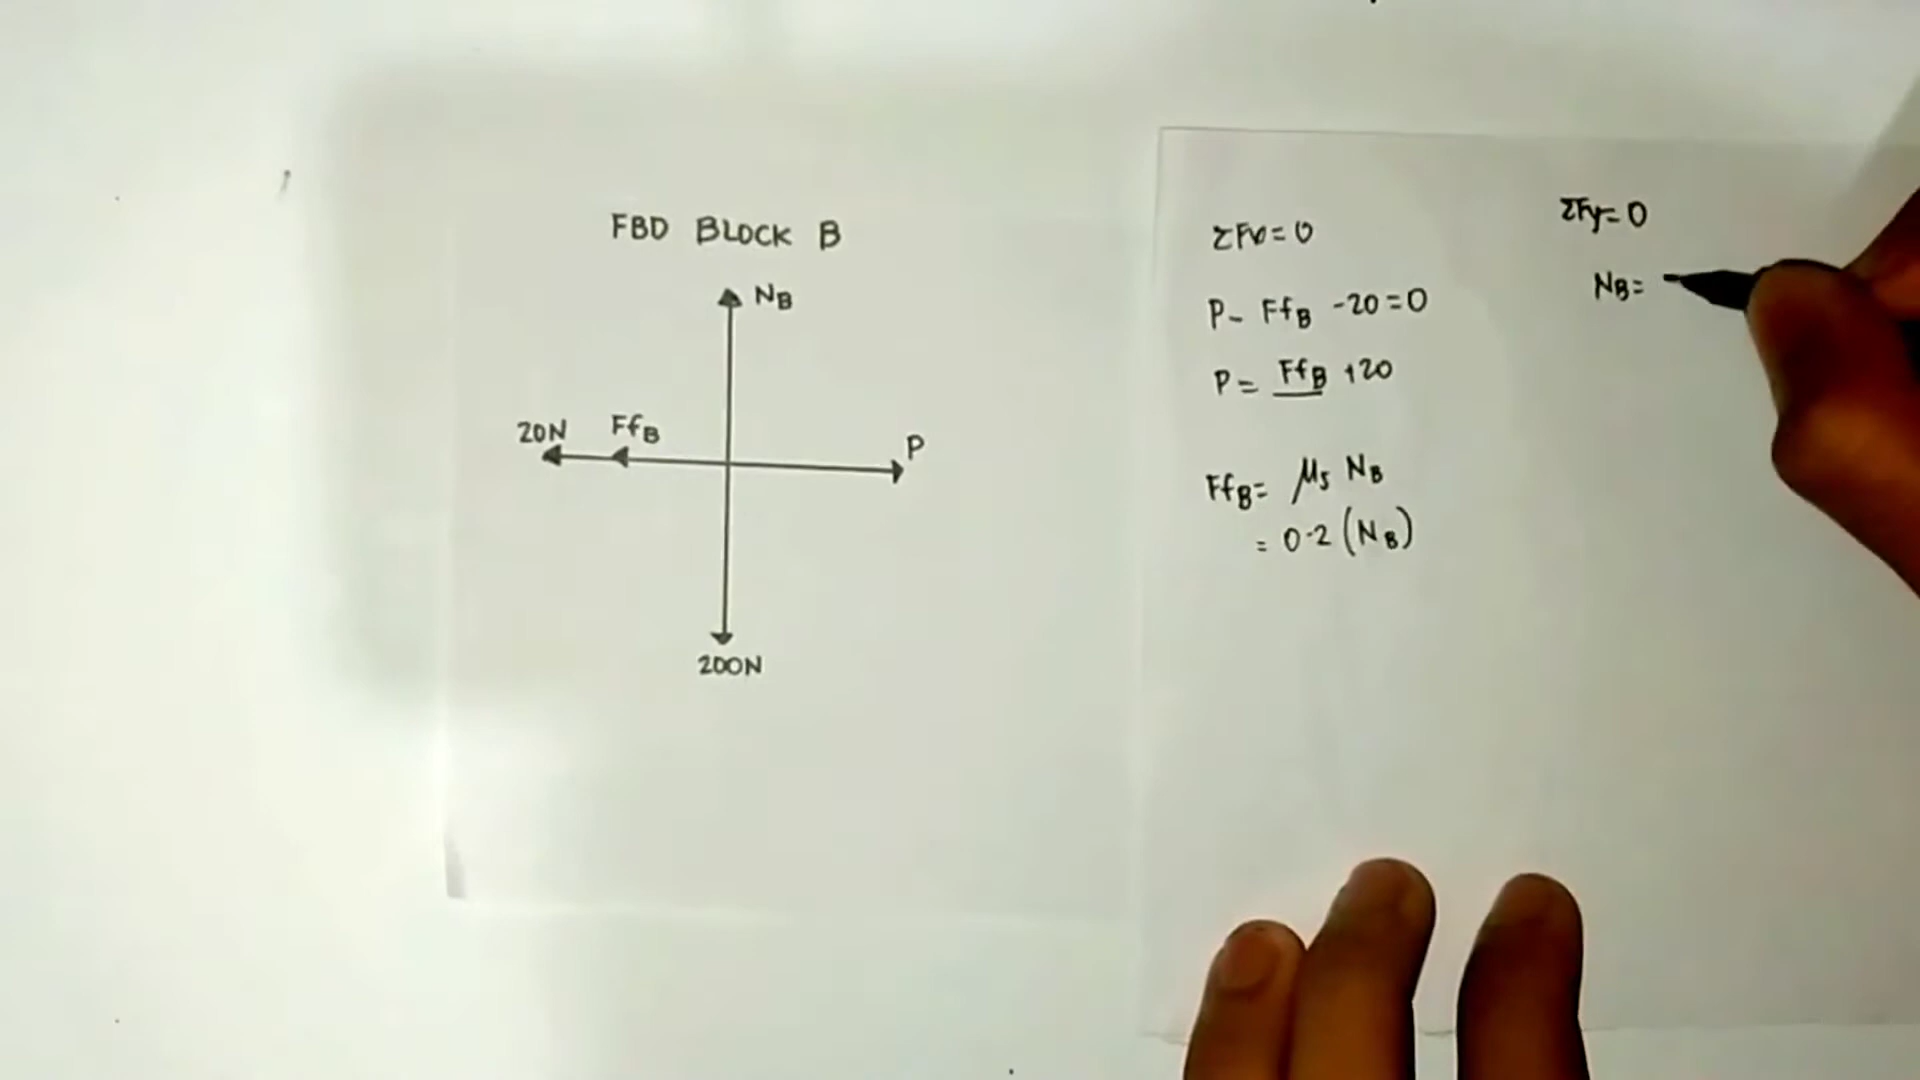 FBD BLOCK B
NB
20N FfB P
200N
ΣFx=0
P- FfB -20=0
P= FfB +20
FfB= μs NB
= 0.2 (NB)
ΣFy=0
NB= -